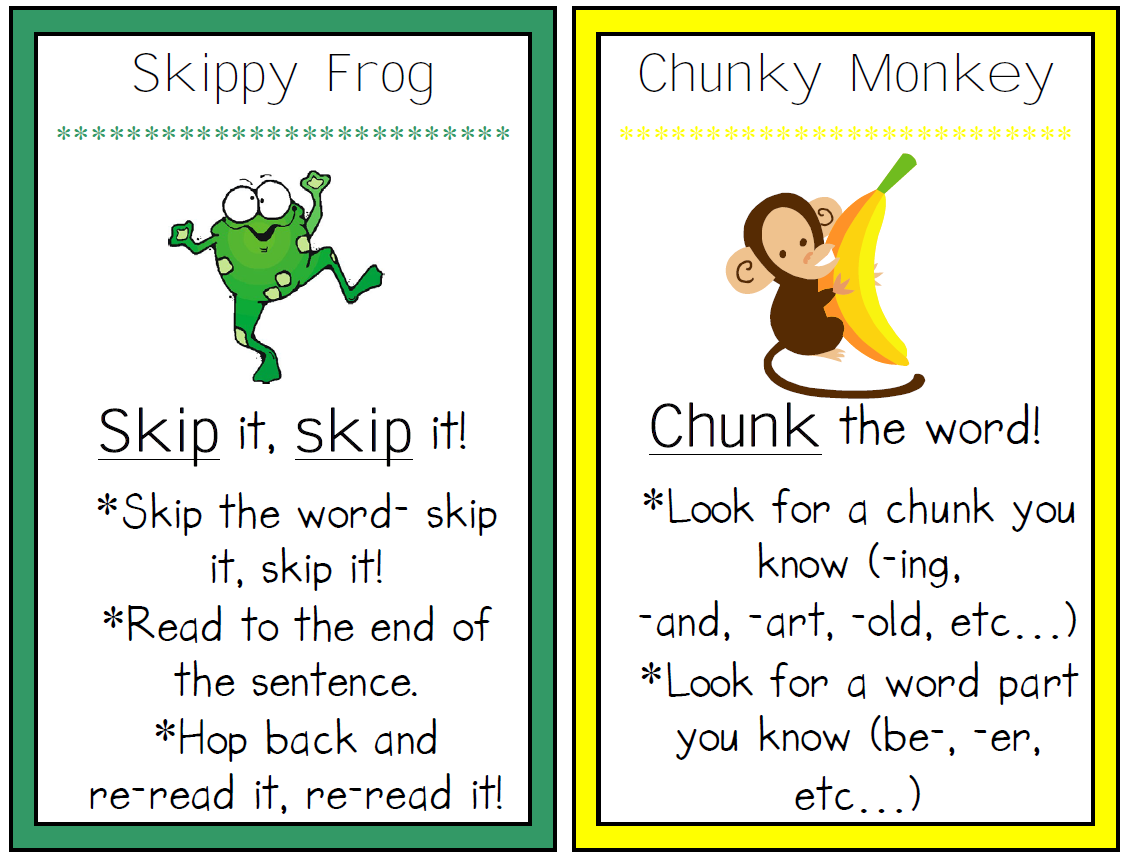 Skippy Frog
**************************
Skip it, skip it!
*Skip the word- skip
it, skip it!
*Read to the end of
the sentence.
*Hop back and
re-read it, re-read it!
Chunky Monkey
**************************
Chunk the word!
*Look for a chunk you
know (-ing,
-and, -art, -old, etc...)
*Look for a word part
you know (be-, -er,
etc...)